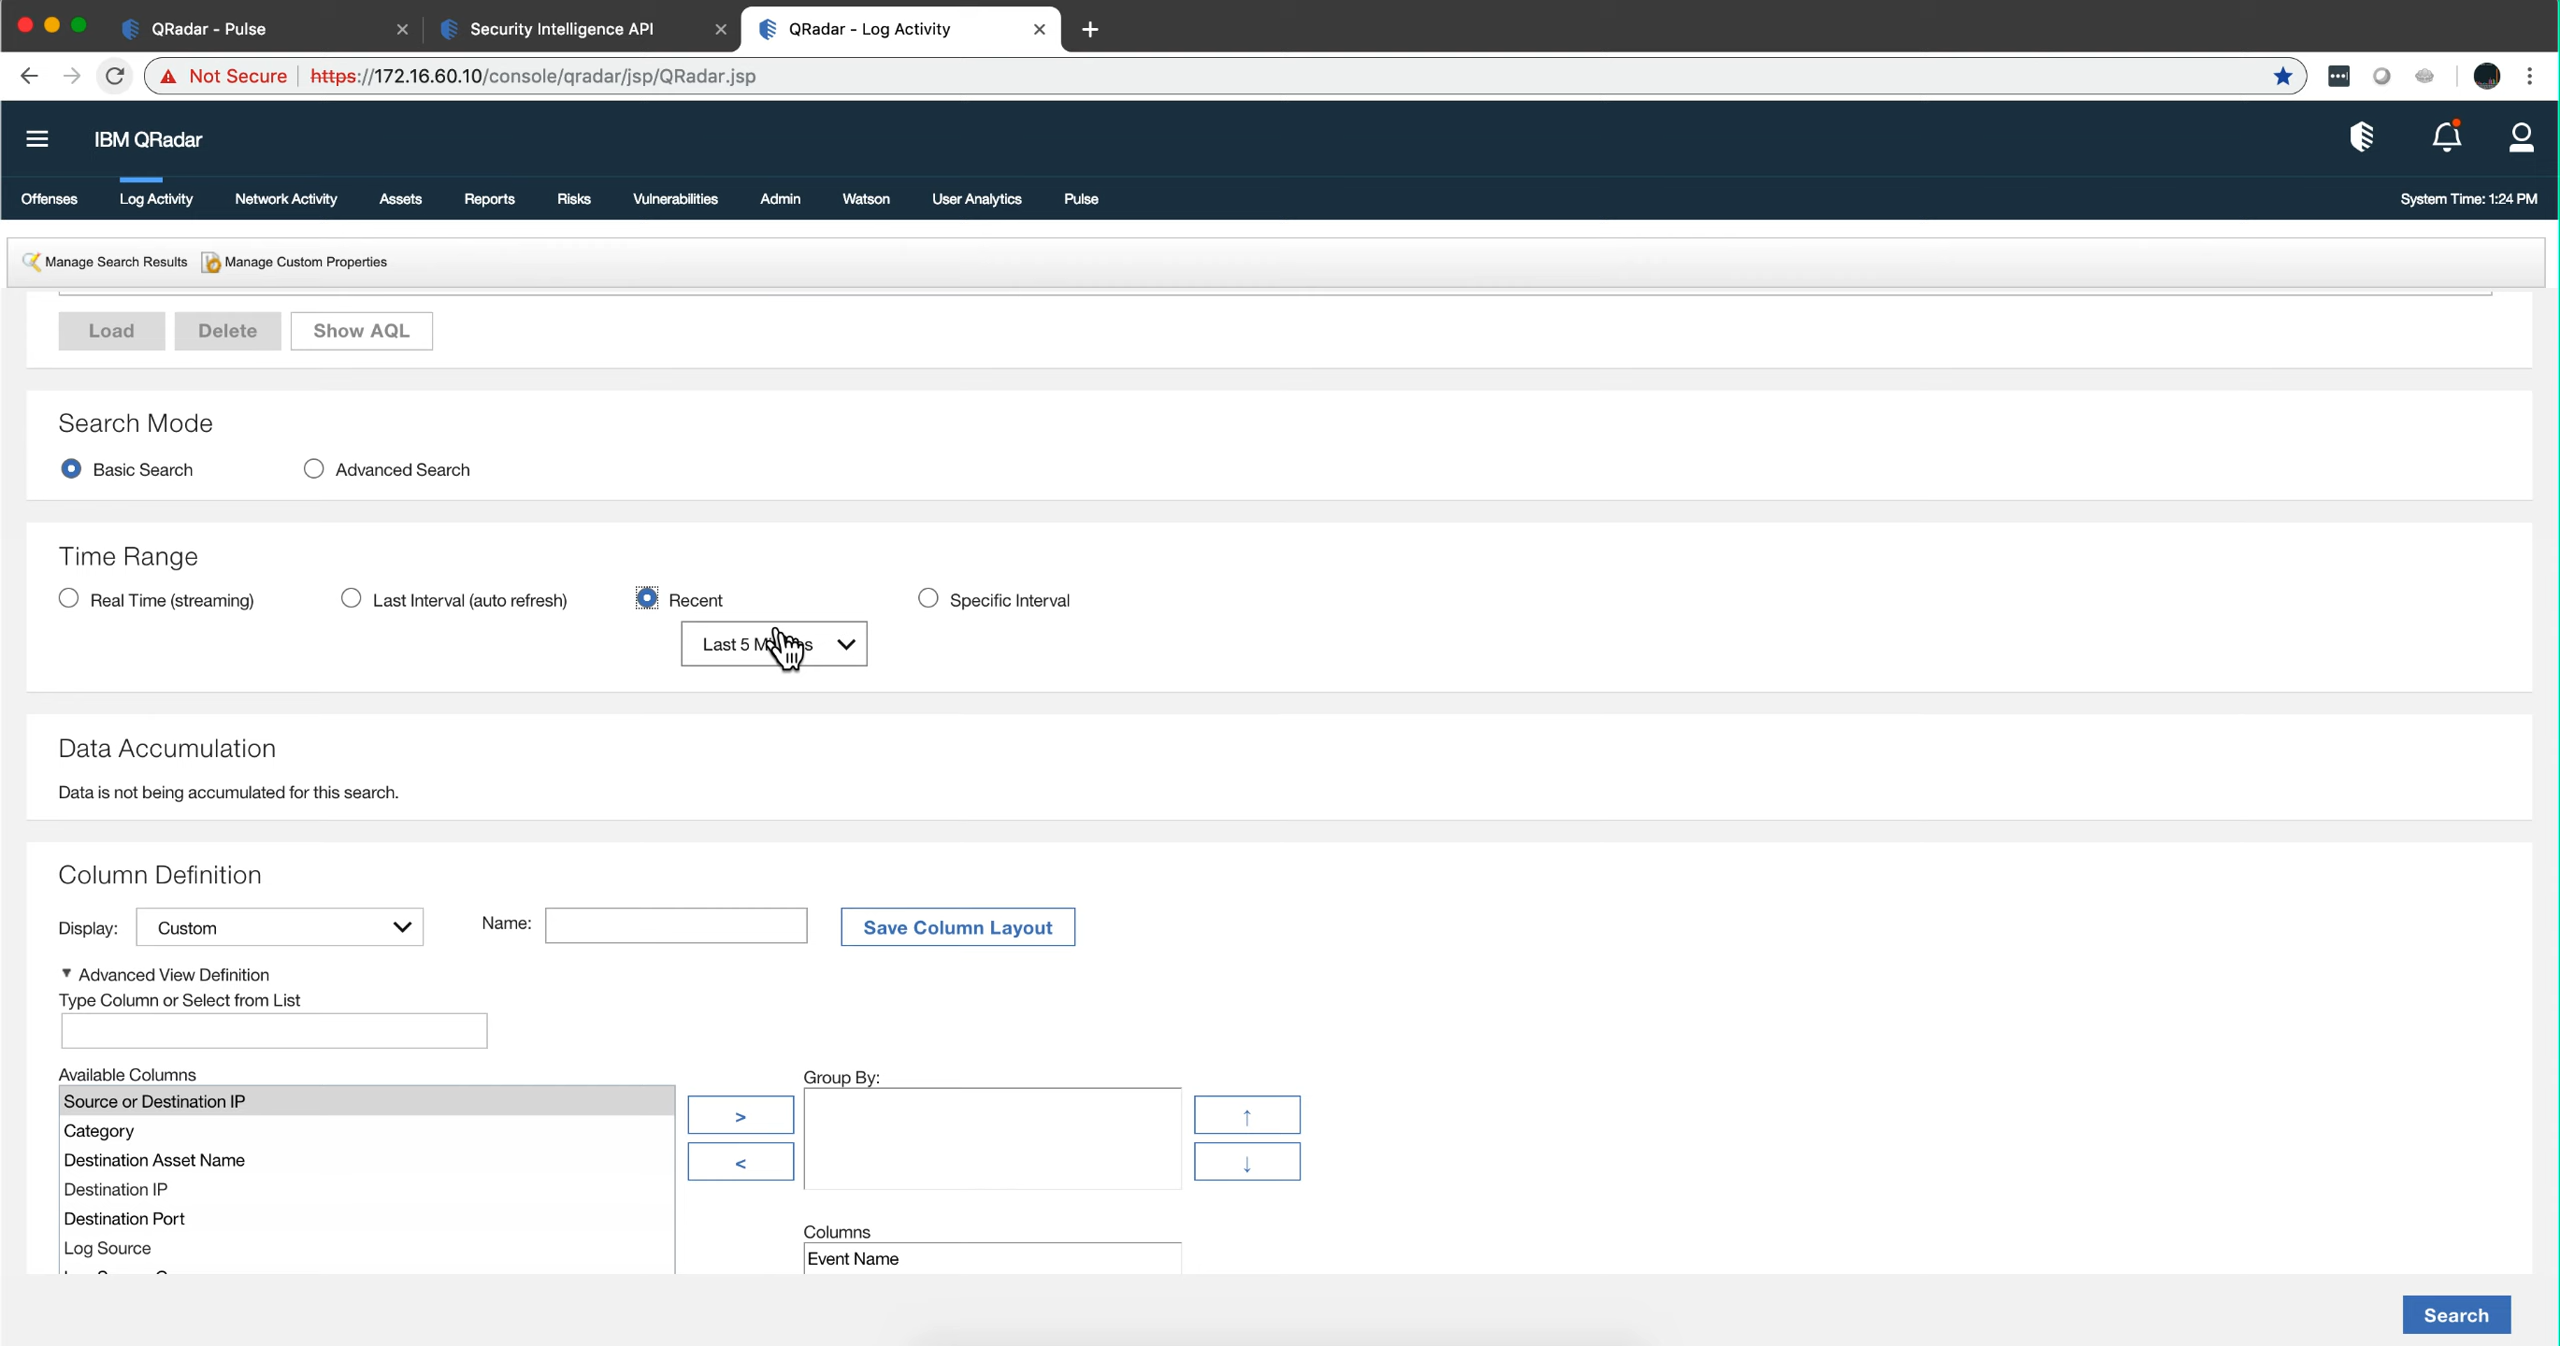 QRadar - Pulse
Security Intelligence API
QRadar - Log Activity
Not Secure https://172.16.60.10/console/qradar/jsp/QRadar.jsp
IBM QRadar
Offenses Log Activity Network Activity Assets Reports Risks Vulnerabilities Admin Watson User Analytics Pulse System Time: 1:24 PM
Manage Search Results Manage Custom Properties
Load Delete Show AQL
Search Mode
Basic Search Advanced Search
Time Range
Real Time (streaming) Last Interval (auto refresh) Recent Specific Interval
Last 5
Data Accumulation
Data is not being accumulated for this search.
Column Definition
Display: Custom Name: Save Column Layout
Advanced View Definition
Type Column or Select from List
Available Columns
Source or Destination IP
Category
Destination Asset Name
Destination IP
Destination Port
Log Source
>
<
Group By:
↑
↓
Columns
Event Name
Search